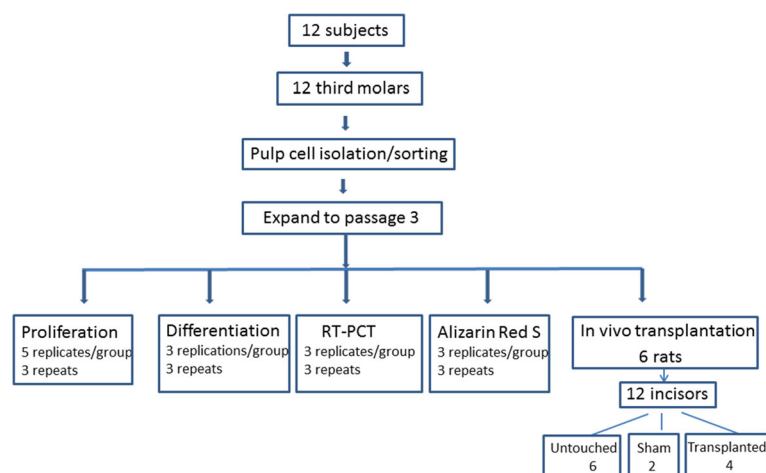 12 subjects
12 third molars
Pulp cell isolation/sorting
Expand to passage 3
Proliferation
5 replicates/group
3 repeats
Differentiation
3 replications/group
3 repeats
RT-PCT
3 replicates/group
3 repeats
Alizarin Red S
3 replicates/group
3 repeats
In vivo transplantation
6 rats
12 incisors
Untouched
6
Sham
2
Transplanted
4